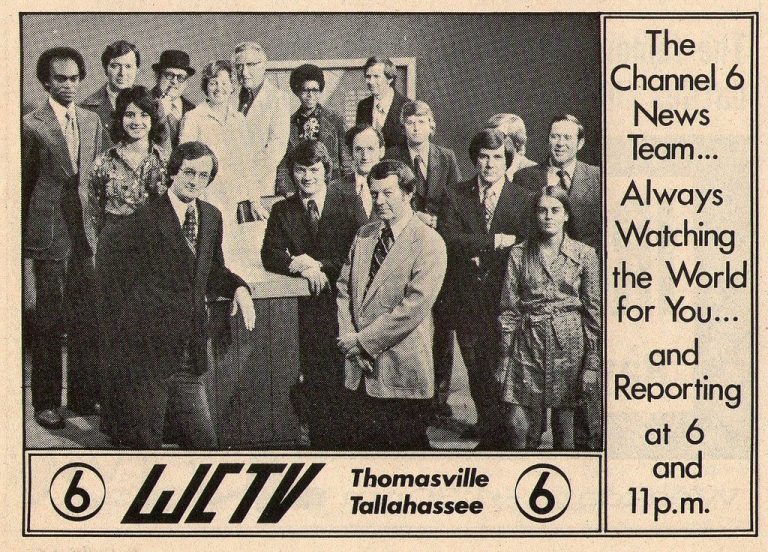 The
Channel 6
News
Team...
Always
Watching
the World
for You...
and
Reporting
at 6
and
11 p.m.
6 WCTV Thomasville 6
Tallahassee